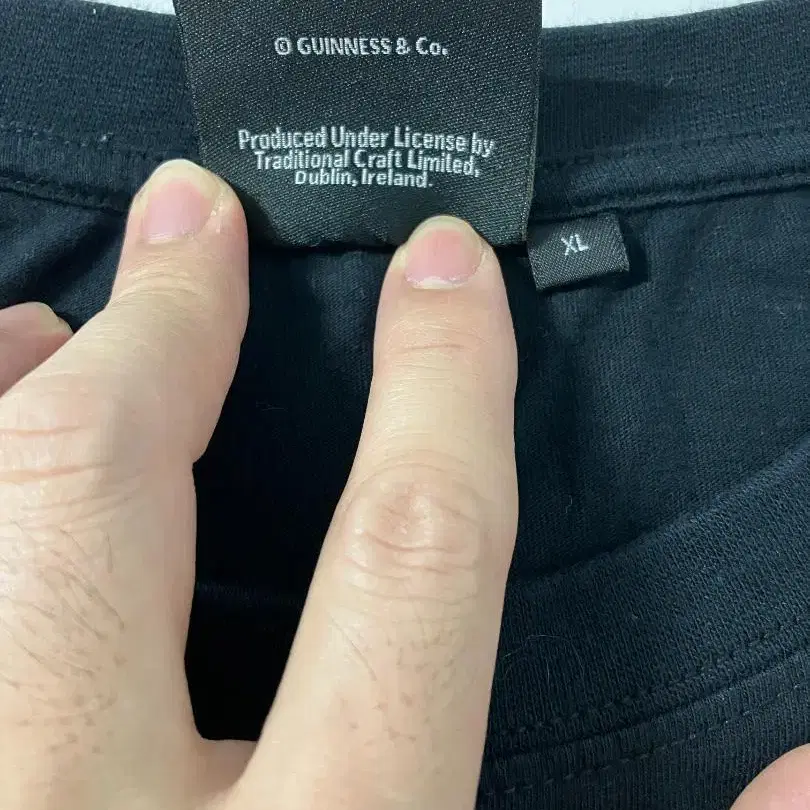 © GUINNESS & Co.
Produced Under License by
Traditional Craft Limited,
Dublin, Ireland.
XL